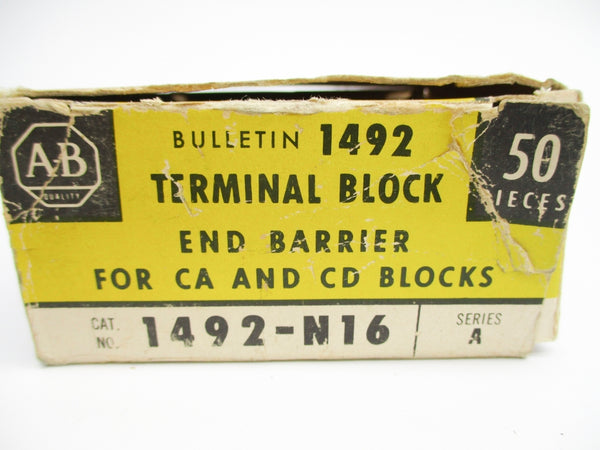 A-B
QUALITY
BULLETIN 1492
TERMINAL BLOCK
END BARRIER
FOR CA AND CD BLOCKS
50
PIECES
CAT.
NO.
1492-N16
SERIES
A